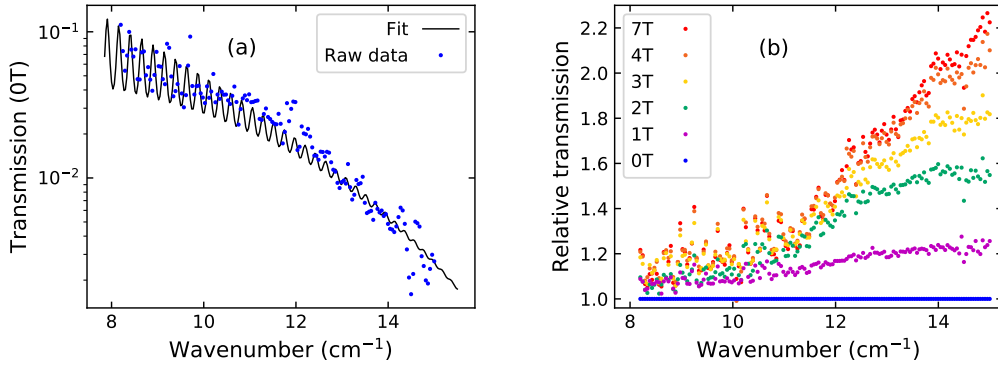 (a)
Fit
Raw data
Transmission (0T)
10⁻¹
10⁻²
8
10
12
14
Wavenumber (cm⁻¹)
(b)
7T
4T
3T
2T
1T
0T
Relative transmission
2.2
2.0
1.8
1.6
1.4
1.2
1.0
8
10
12
14
Wavenumber (cm⁻¹)